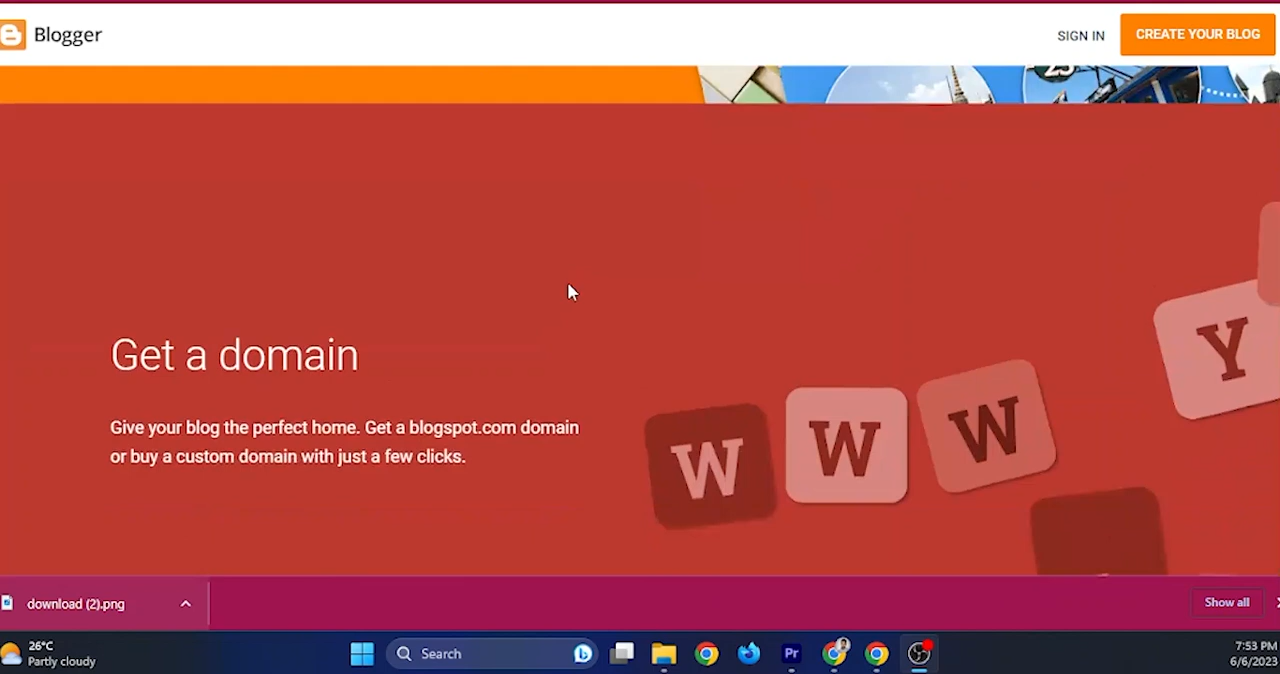 Blogger
SIGN IN
CREATE YOUR BLOG
23
Get a domain
Give your blog the perfect home. Get a blogspot.com domain
or buy a custom domain with just a few clicks.
W W W Y
download (2).png
Show all
26°C
Partly cloudy
Search
Pr
7:53 PM
6/6/2023